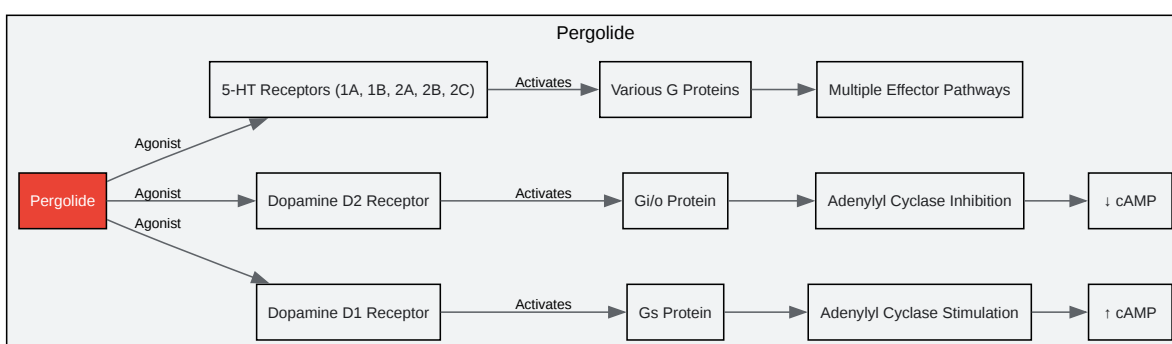 Pergolide
5-HT Receptors (1A, 1B, 2A, 2B, 2C)
Activates
Various G Proteins
Multiple Effector Pathways
Agonist
Pergolide
Agonist
Dopamine D2 Receptor
Activates
Gi/o Protein
Adenylyl Cyclase Inhibition
↓ cAMP
Agonist
Dopamine D1 Receptor
Activates
Gs Protein
Adenylyl Cyclase Stimulation
↑ cAMP